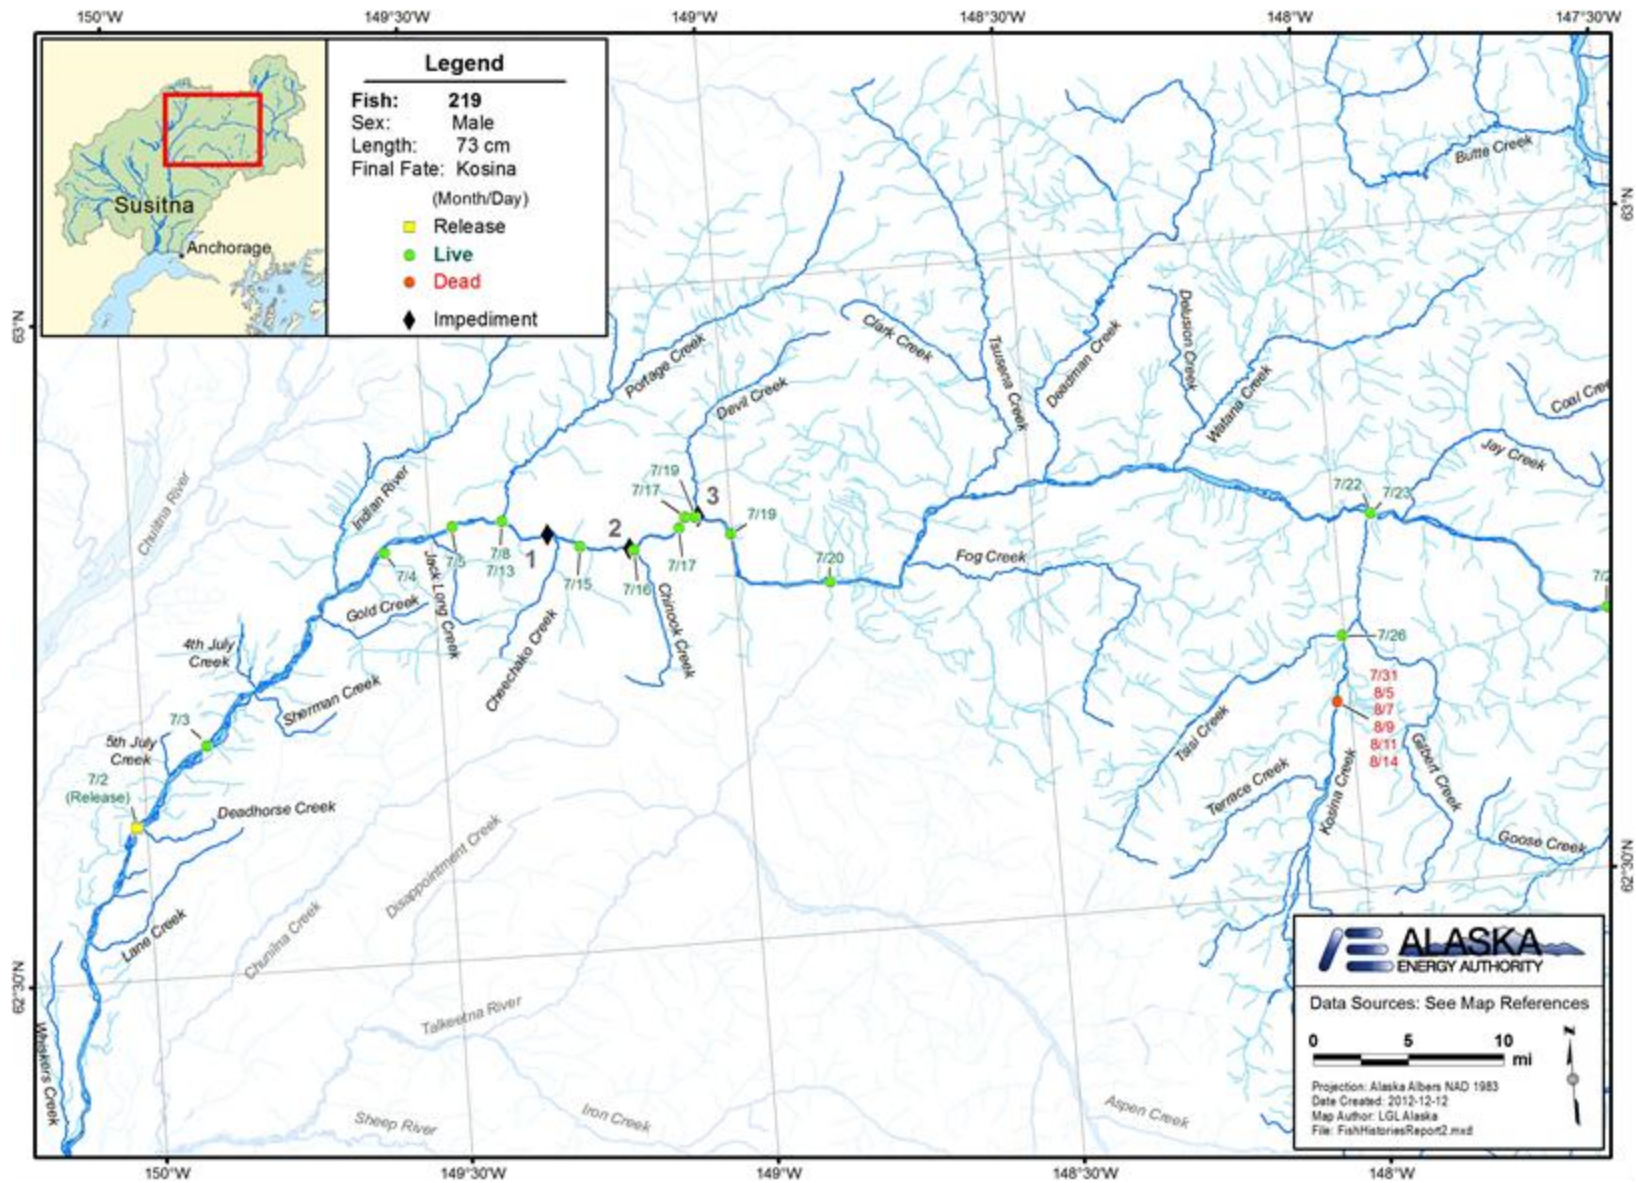 150°W
149°30'W
149°W
148°30'W
148°W
147°30'W
Legend
Fish: 219
Sex: Male
Length: 73 cm
Final Fate: Kosina
(Month/Day)
Release
Live
Dead
Impediment
Susitna
Anchorage
63°N
63°N
Butte Creek
Portage Creek
Clark Creek
Devil Creek
Tsusena Creek
Deadman Creek
Delusion Creek
Watana Creek
Coal Cree
Jay Creek
Chulitna River
Indian River
7/19
7/17
3
7/22
7/23
7/19
2
1
7/4
7/5
7/8
7/13
7/15
7/16
7/17
7/20
Fog Creek
7/2
Jack Long Creek
Gold Creek
Cheechako Creek
Chinook Creek
4th July
Creek
Sherman Creek
7/26
7/31
8/5
8/7
8/9
8/11
8/14
7/3
5th July
Creek
7/2
(Release)
Deadhorse Creek
Tsisi Creek
Terrace Creek
Kosina Creek
Gilbert Creek
Goose Creek
62°30'N
Disappointment Creek
Chunilna Creek
Lane Creek
62°30'N
Talkeetna River
Whiskers Creek
Sheep River
Iron Creek
Aspen Creek
ALASKA
ENERGY AUTHORITY
Data Sources: See Map References
0 5 10
mi
N
Projection: Alaska Albers NAD 1983
Date Created: 2012-12-12
Map Author: LGL Alaska
File: FishHistoriesReport2.mxd
150°W
149°30'W
149°W
148°30'W
148°W